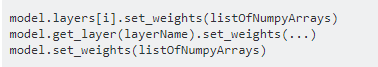 model.layers[i].set_weights(listOfNumpyArrays)
model.get_layer(layerName).set_weights(...)
model.set_weights(listOfNumpyArrays)